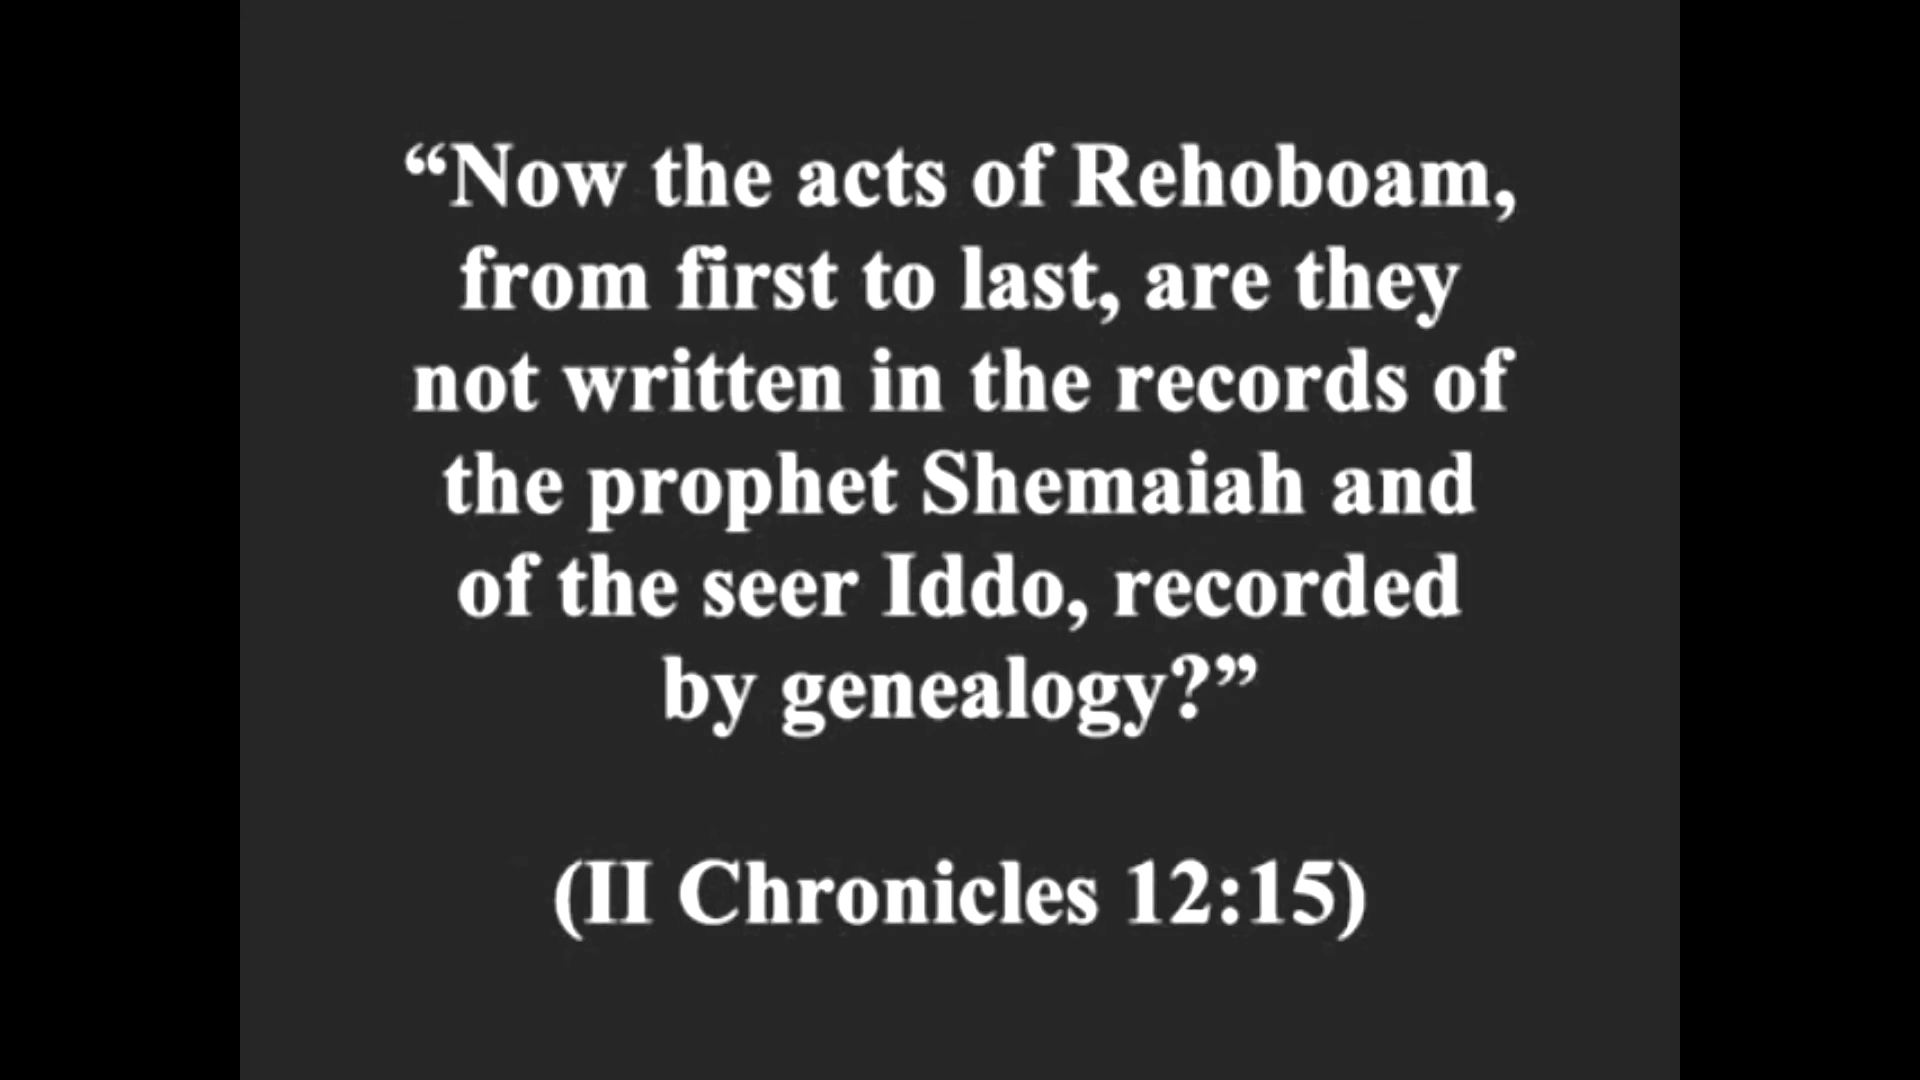 “Now the acts of Rehoboam,
from first to last, are they
not written in the records of
the prophet Shemaiah and
of the seer Iddo, recorded
by genealogy?”
(II Chronicles 12:15)